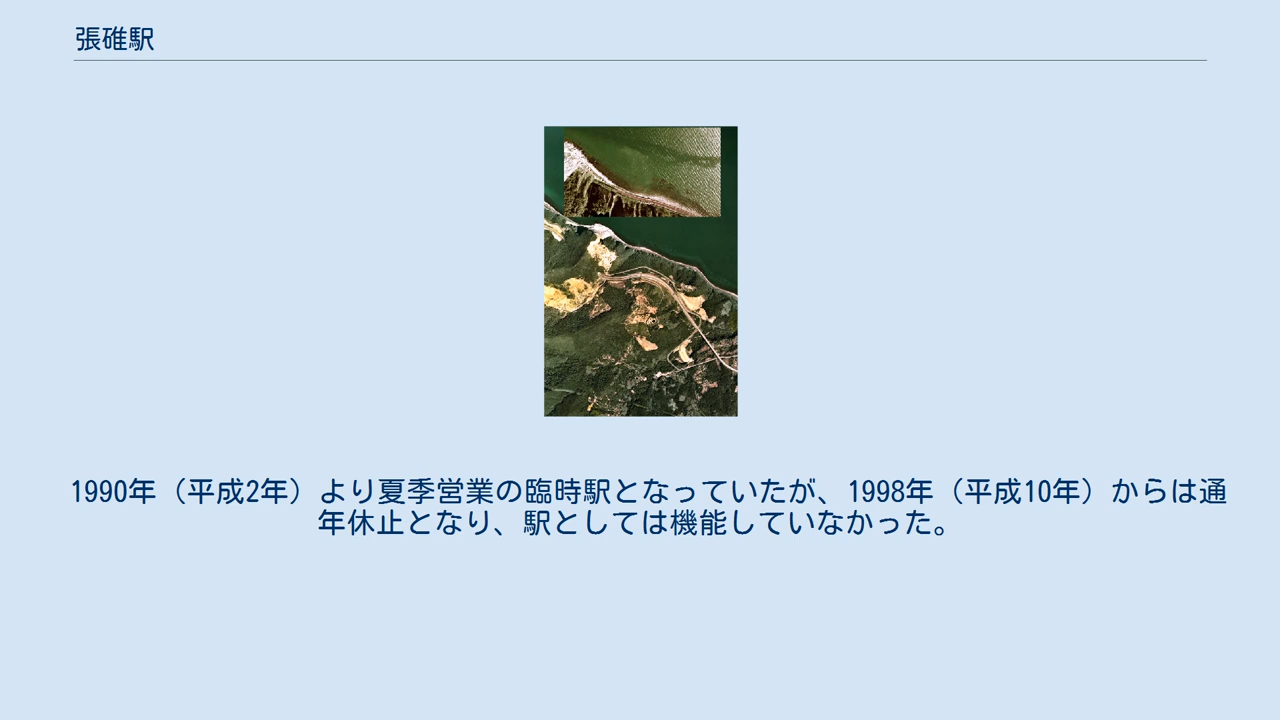 張碓駅
1990年（平成2年）より夏季営業の臨時駅となっていたが、1998年（平成10年）からは通
年休止となり、駅としては機能していなかった。